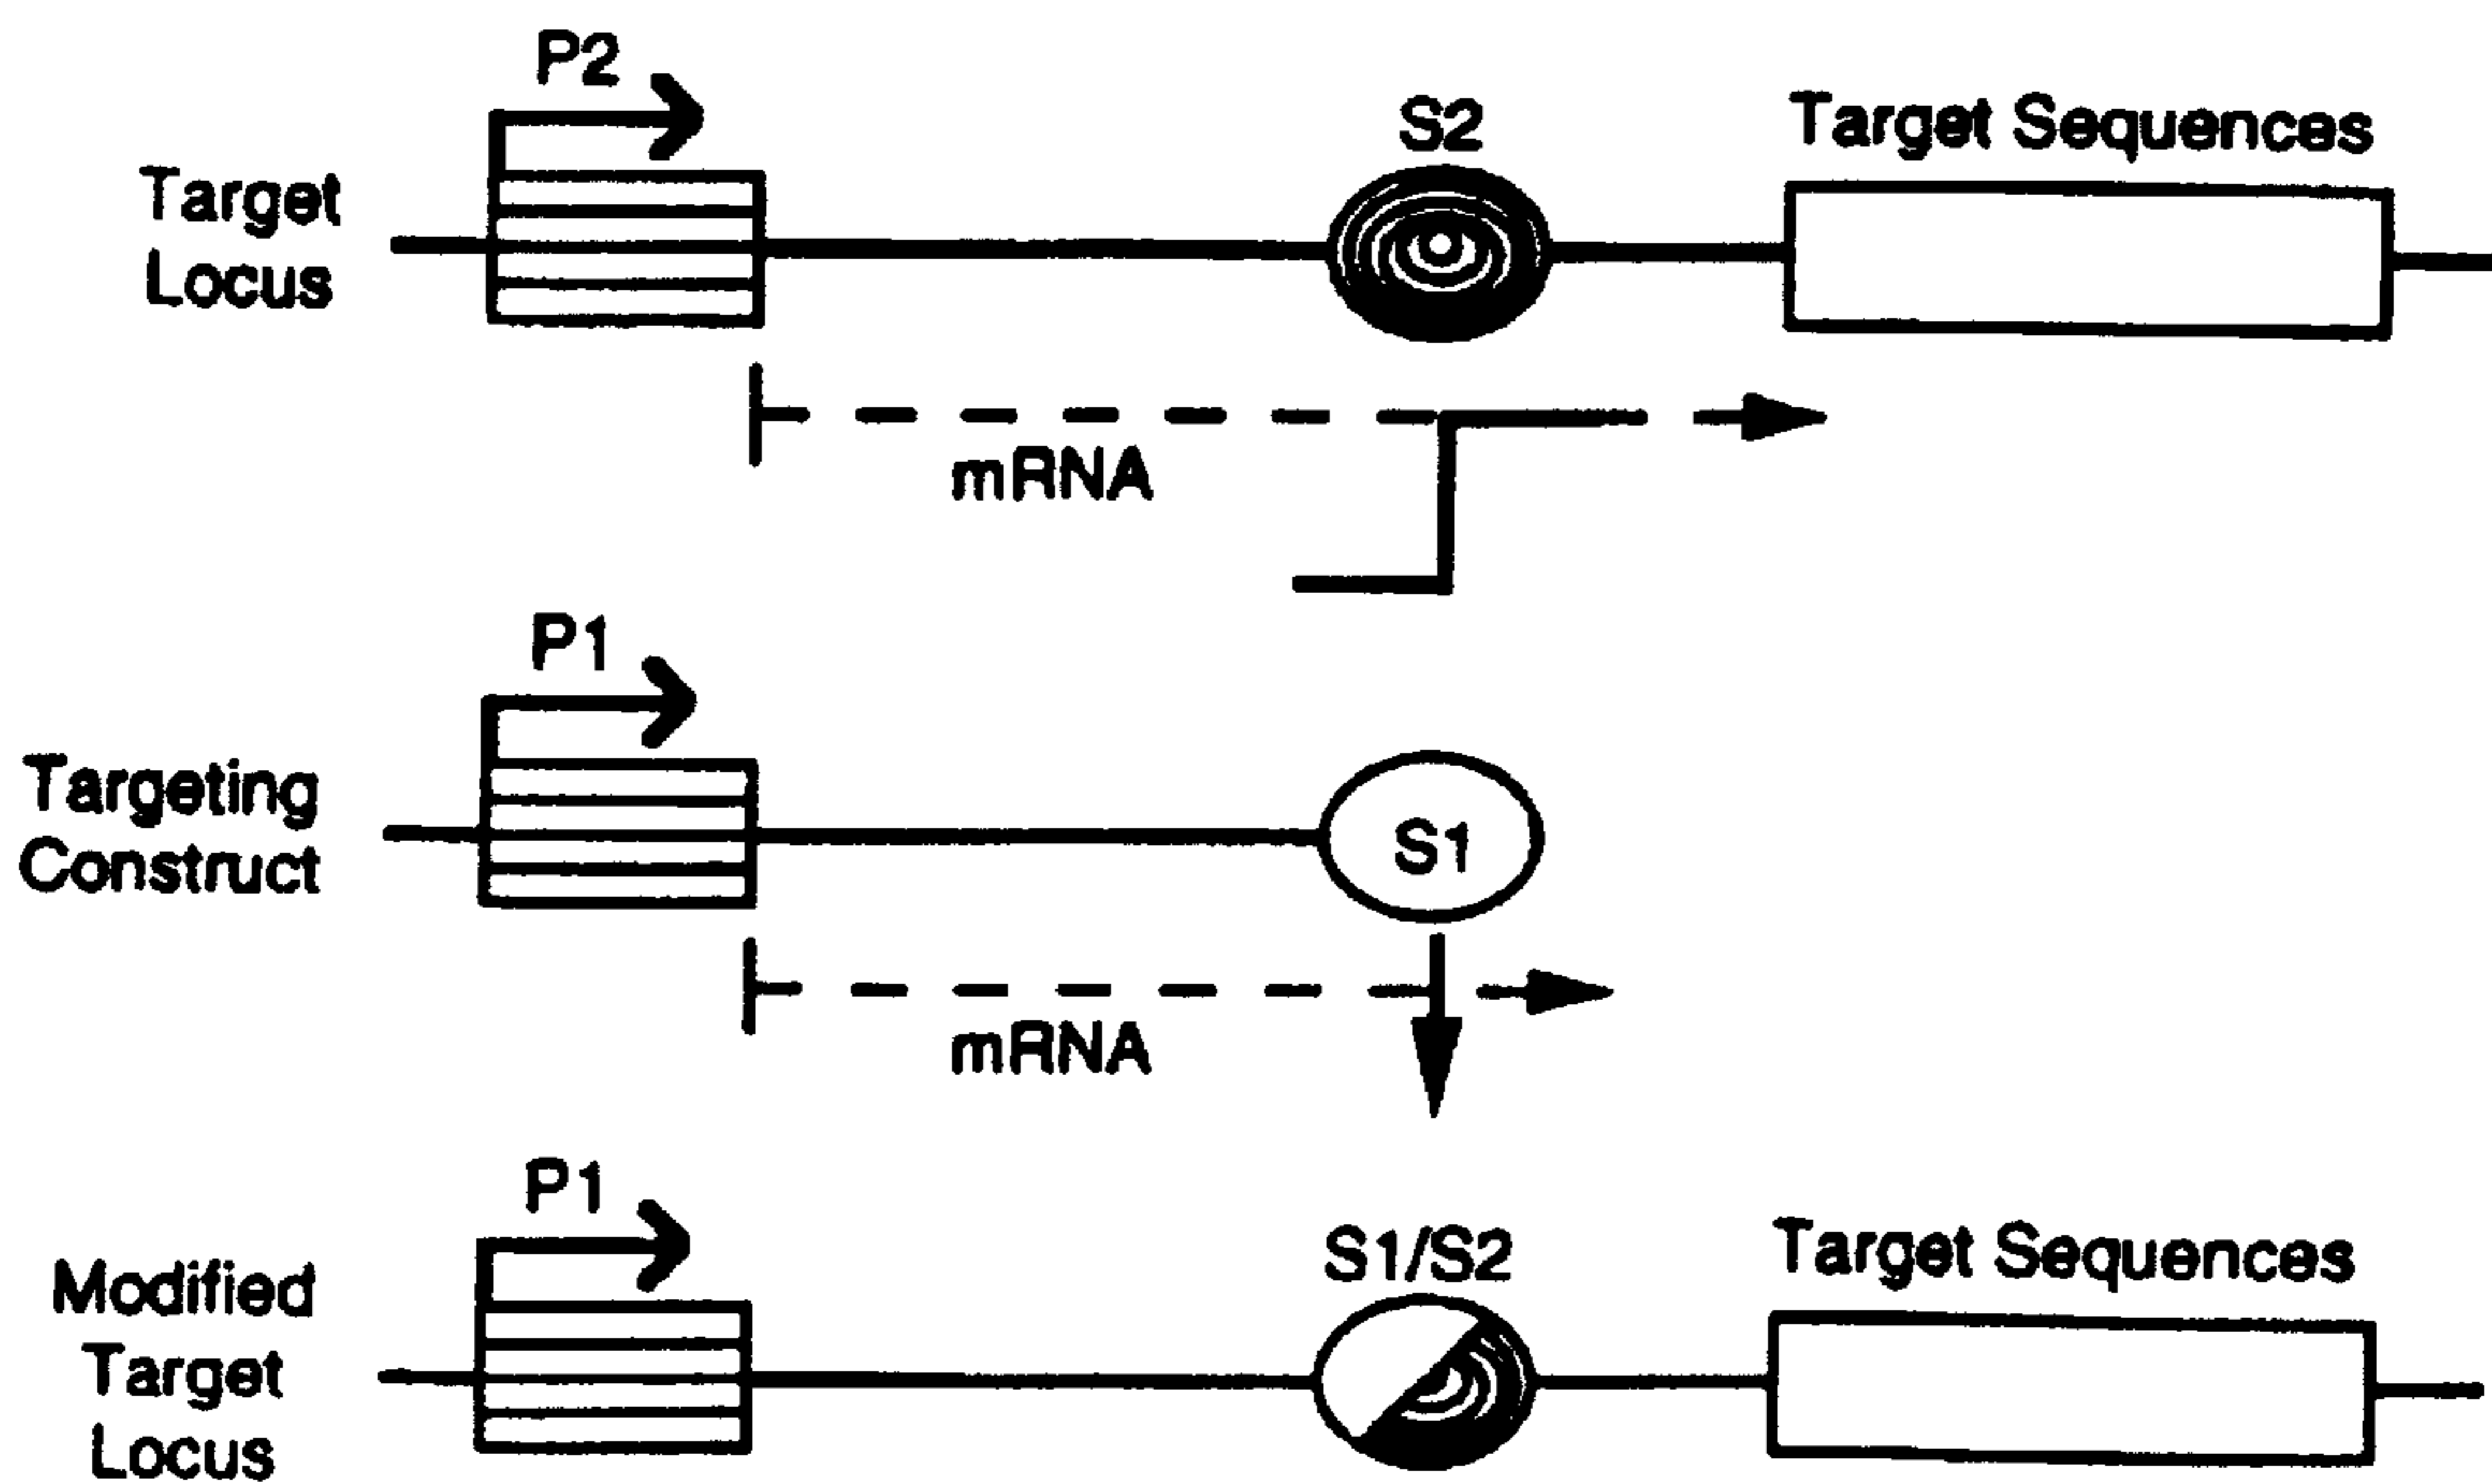 P2
S2
Target Sequences
Target
Locus
mRNA
P1
Targeting
Construct
S1
mRNA
P1
S1/S2
Target Sequences
Modified
Target
Locus